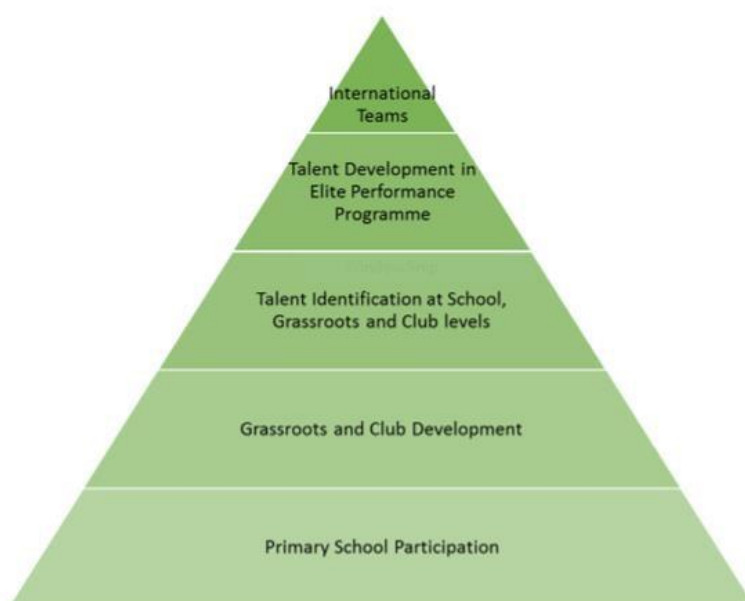 International
Teams
Talent Development in
Elite Performance
Programme
Talent Identification at School,
Grassroots and Club levels
Grassroots and Club Development
Primary School Participation